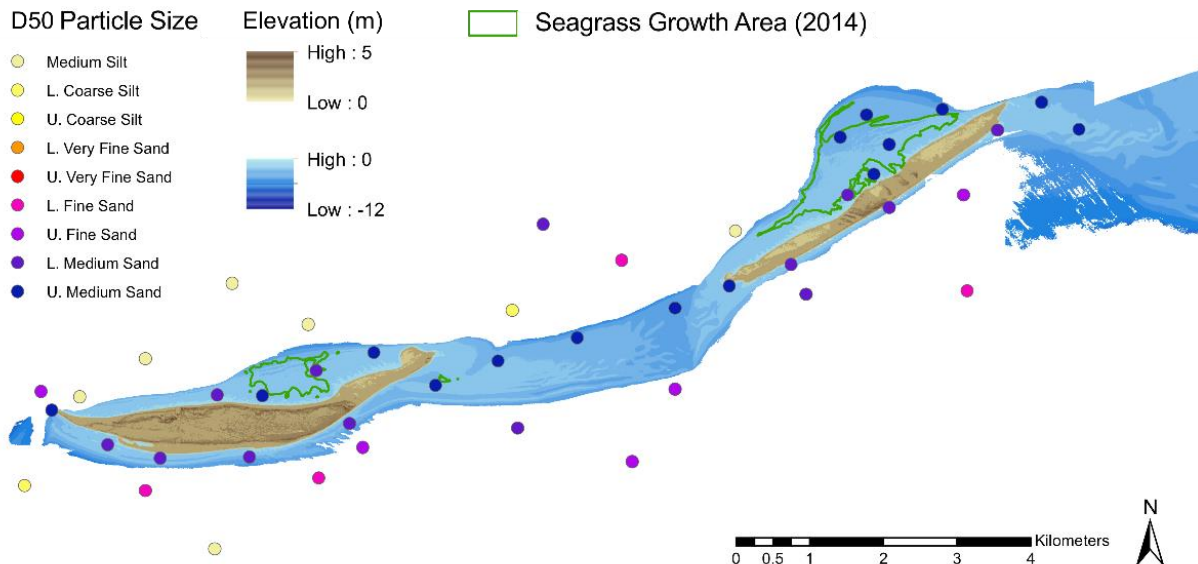 D50 Particle Size
Medium Silt
L. Coarse Silt
U. Coarse Silt
L. Very Fine Sand
U. Very Fine Sand
L. Fine Sand
U. Fine Sand
L. Medium Sand
U. Medium Sand
Elevation (m)
High : 5
Low : 0
High : 0
Low : -12
Seagrass Growth Area (2014)
N
Kilometers
0 0.5 1 2 3 4